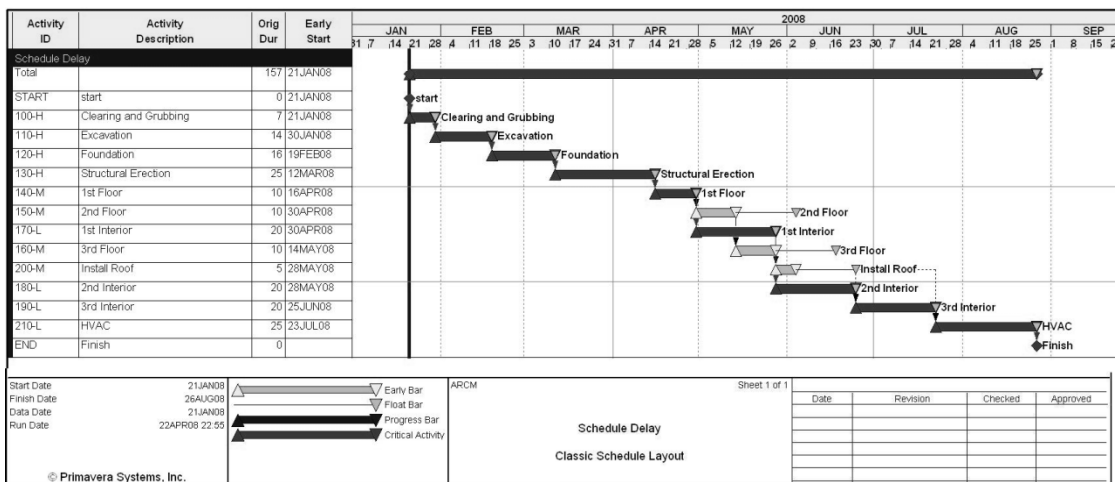 2008
Activity ID Activity Description Orig Dur Early Start JAN FEB MAR APR MAY JUN JUL AUG SEP
31 7 14 21 28 4 11 18 25 3 10 17 24 31 7 14 21 28 5 12 19 26 2 9 16 23 30 7 14 21 28 4 11 18 25 1 8 15
Schedule Delay
Total 157 21JAN08
START start 0 21JAN08 start
100-H Clearing and Grubbing 7 21JAN08 Clearing and Grubbing
110-H Excavation 14 30JAN08 Excavation
120-H Foundation 16 19FEB08 Foundation
130-H Structural Erection 25 12MAR08 Structural Erection
140-M 1st Floor 10 16APR08 1st Floor
150-M 2nd Floor 10 30APR08 2nd Floor
170-L 1st Interior 20 30APR08 1st Interior
160-M 3rd Floor 10 14MAY08 3rd Floor
200-M Install Roof 5 28MAY08 Install Roof
180-L 2nd Interior 20 28MAY08 2nd Interior
190-L 3rd Interior 20 25JUN08 3rd Interior
210-L HVAC 25 23JUL08 HVAC
END Finish 0 Finish
Start Date 21JAN08
Finish Date 26AUG08
Data Date 21JAN08
Run Date 22APR08 22:55
© Primavera Systems, Inc.
Early Bar
Float Bar
Progress Bar
Critical Activity
ARCM Sheet 1 of 1
Schedule Delay
Classic Schedule Layout
Date Revision Checked Approved